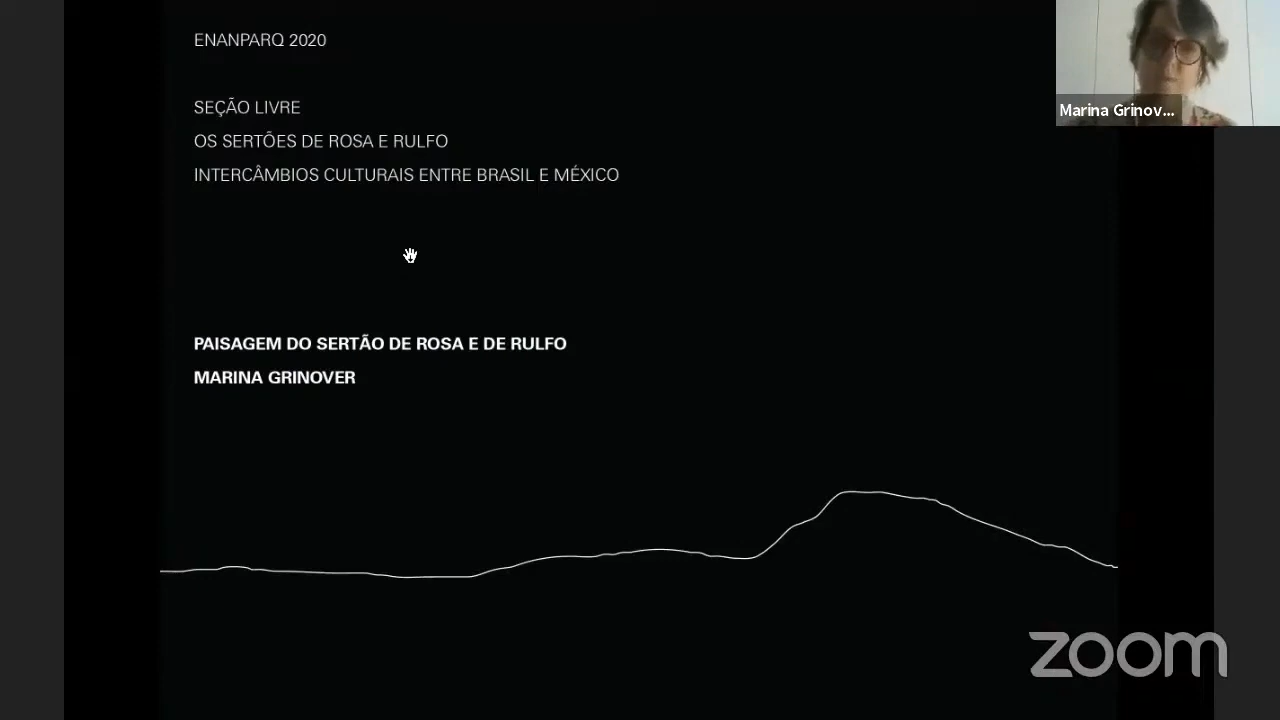 ENANPARQ 2020
SEÇÃO LIVRE
OS SERTÕES DE ROSA E RULFO
INTERCÂMBIOS CULTURAIS ENTRE BRASIL E MÉXICO
PAISAGEM DO SERTÃO DE ROSA E DE RULFO
MARINA GRINOVER
Marina Grinov...
zoom